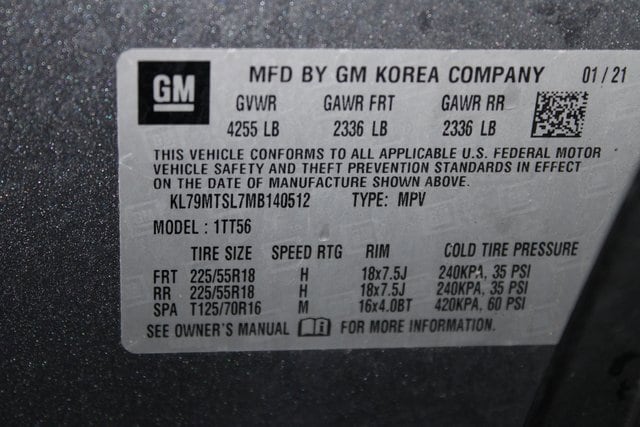 GM
MFD BY GM KOREA COMPANY 01/21
GVWR GAWR FRT GAWR RR
4255 LB 2336 LB 2336 LB
THIS VEHICLE CONFORMS TO ALL APPLICABLE U.S. FEDERAL MOTOR
VEHICLE SAFETY AND THEFT PREVENTION STANDARDS IN EFFECT
ON THE DATE OF MANUFACTURE SHOWN ABOVE.
KL79MTSL7MB140512 TYPE: MPV
MODEL : 1TT56
TIRE SIZE SPEED RTG RIM COLD TIRE PRESSURE
FRT 225/55R18 H 18x7.5J 240KPA, 35 PSI
RR 225/55R18 H 18x7.5J 240KPA, 35 PSI
SPA T125/70R16 M 16x4.0BT 420KPA, 60 PSI
SEE OWNER'S MANUAL FOR MORE INFORMATION.